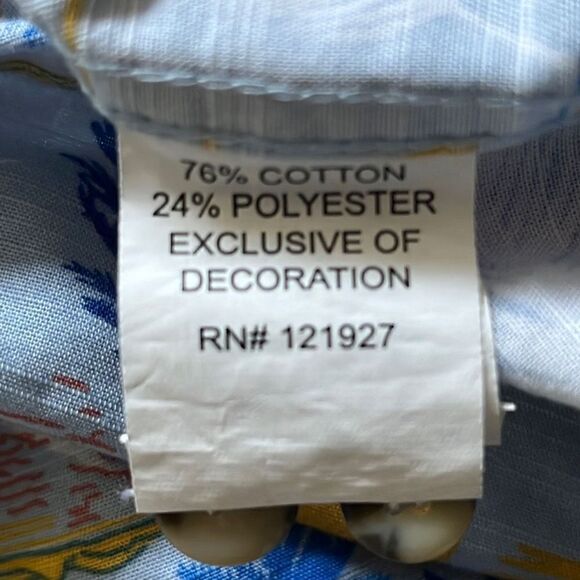 76% COTTON
24% POLYESTER
EXCLUSIVE OF
DECORATION
RN# 121927